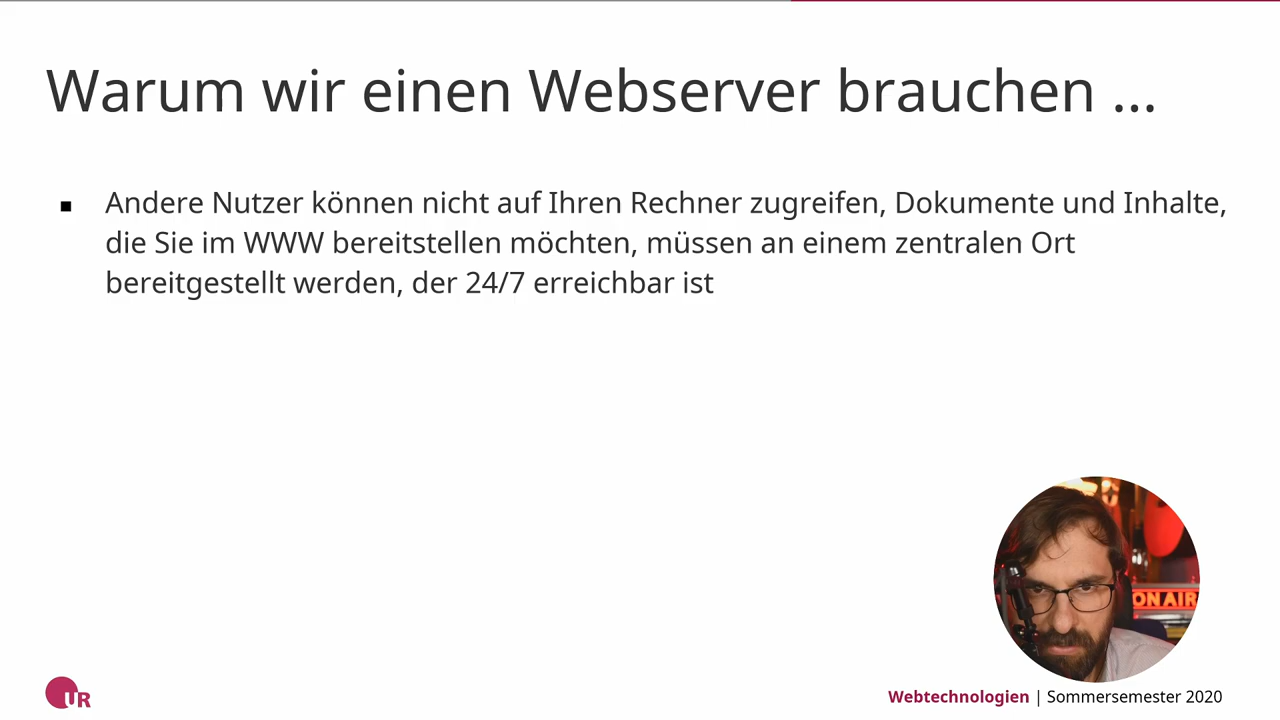 Warum wir einen Webserver brauchen …
▪ Andere Nutzer können nicht auf Ihren Rechner zugreifen, Dokumente und Inhalte,
die Sie im WWW bereitstellen möchten, müssen an einem zentralen Ort
bereitgestellt werden, der 24/7 erreichbar ist
ON AIR
UR
Webtechnologien | Sommersemester 2020